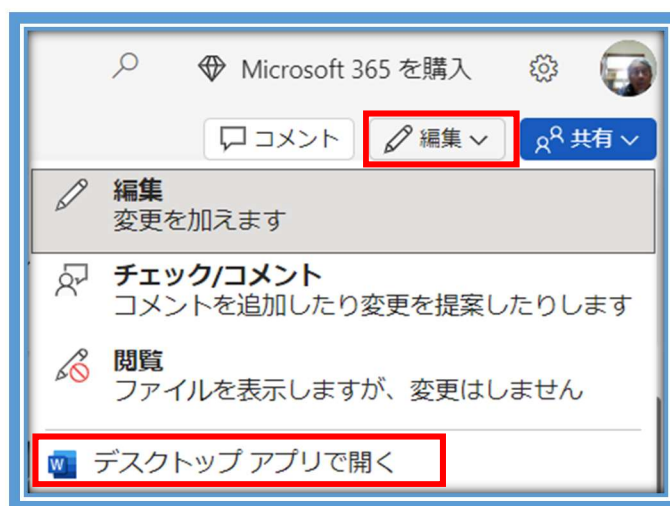 Microsoft 365 を購入
コメント
編集
共有
編集
変更を加えます
チェック/コメント
コメントを追加したり変更を提案したりします
閲覧
ファイルを表示しますが、変更はしません
W
デスクトップ アプリで開く